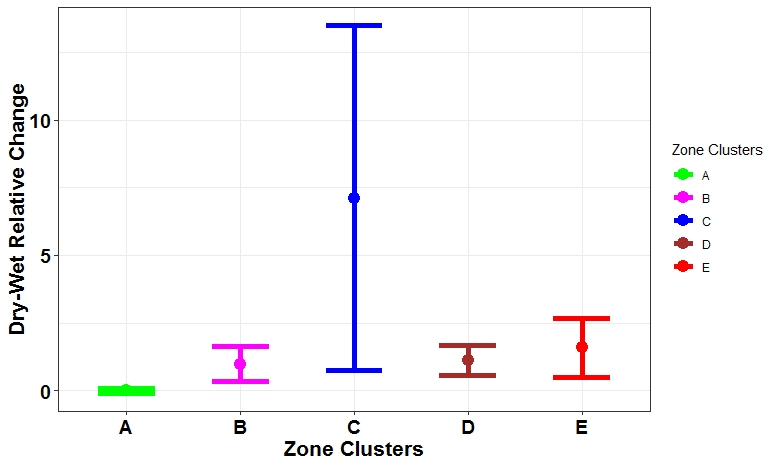 Dry-Wet Relative Change
10
5
0
A B C D E
Zone Clusters
Zone Clusters
A
B
C
D
E